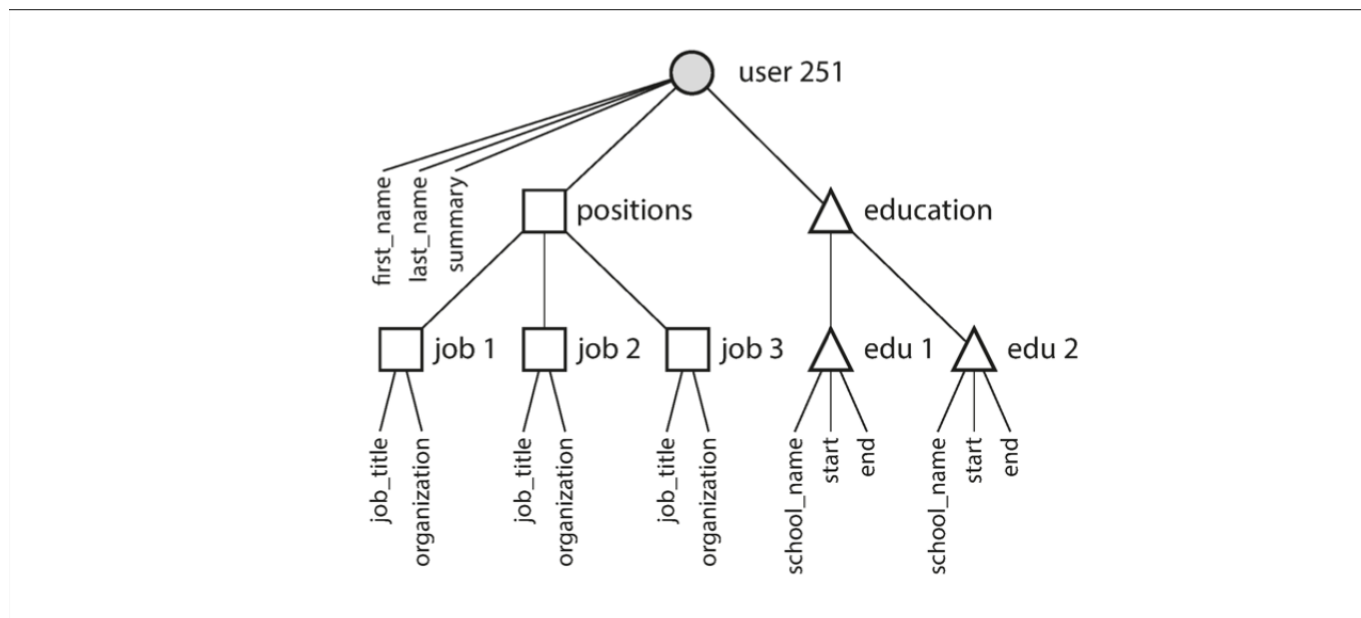 user 251
first_name
last_name
summary
positions
education
job 1
job 2
job 3
edu 1
edu 2
job_title
organization
job_title
organization
job_title
organization
school_name
start
end
school_name
start
end